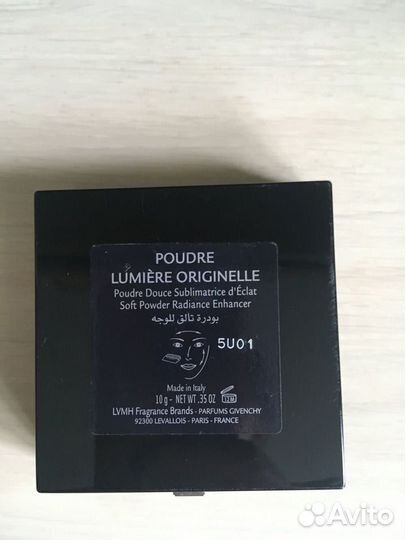 POUDRE
LUMIÈRE ORIGINELLE
Poudre Douce Sublimatrice d'Éclat
Soft Powder Radiance Enhancer
بودرة تألق للوجه
5U01
Made in Italy
10 g - NET WT .35 OZ 12 M
LVMH Fragrance Brands - PARFUMS GIVENCHY
92300 LEVALLOIS - PARIS - FRANCE
Avito